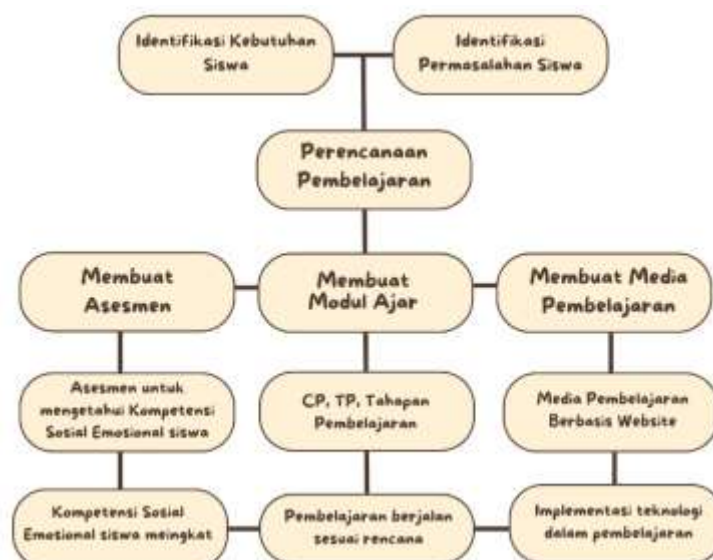 Identifikasi Kebutuhan
Siswa
Identifikasi
Permasalahan Siswa
Perencanaan
Pembelajaran
Membuat
Asesmen
Membuat
Modul Ajar
Membuat Media
Pembelajaran
Asesmen untuk
mengetahui Kompetensi
Sosial Emosional siswa
CP, TP, Tahapan
Pembelajaran
Media Pembelajaran
Berbasis Website
Kompetensi Sosial
Emosional siswa meingkat
Pembelajaran berjalan
sesuai rencana
Implementasi teknologi
dalam pembelajaran